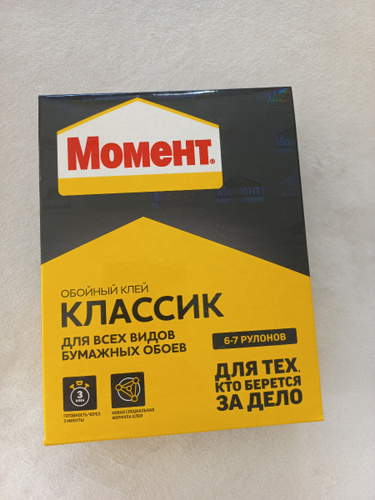 Момент
ОБОЙНЫЙ КЛЕЙ
КЛАССИК
ДЛЯ ВСЕХ ВИДОВ
БУМАЖНЫХ ОБОЕВ
6-7 РУЛОНОВ
3
МИН
ГОТОВНОСТЬ ЧЕРЕЗ
3 МИНУТЫ
НОВАЯ СПЕЦИАЛЬНАЯ
ФОРМУЛА КЛЕЯ
ДЛЯ ТЕХ,
КТО БЕРЕТСЯ
ЗА ДЕЛО